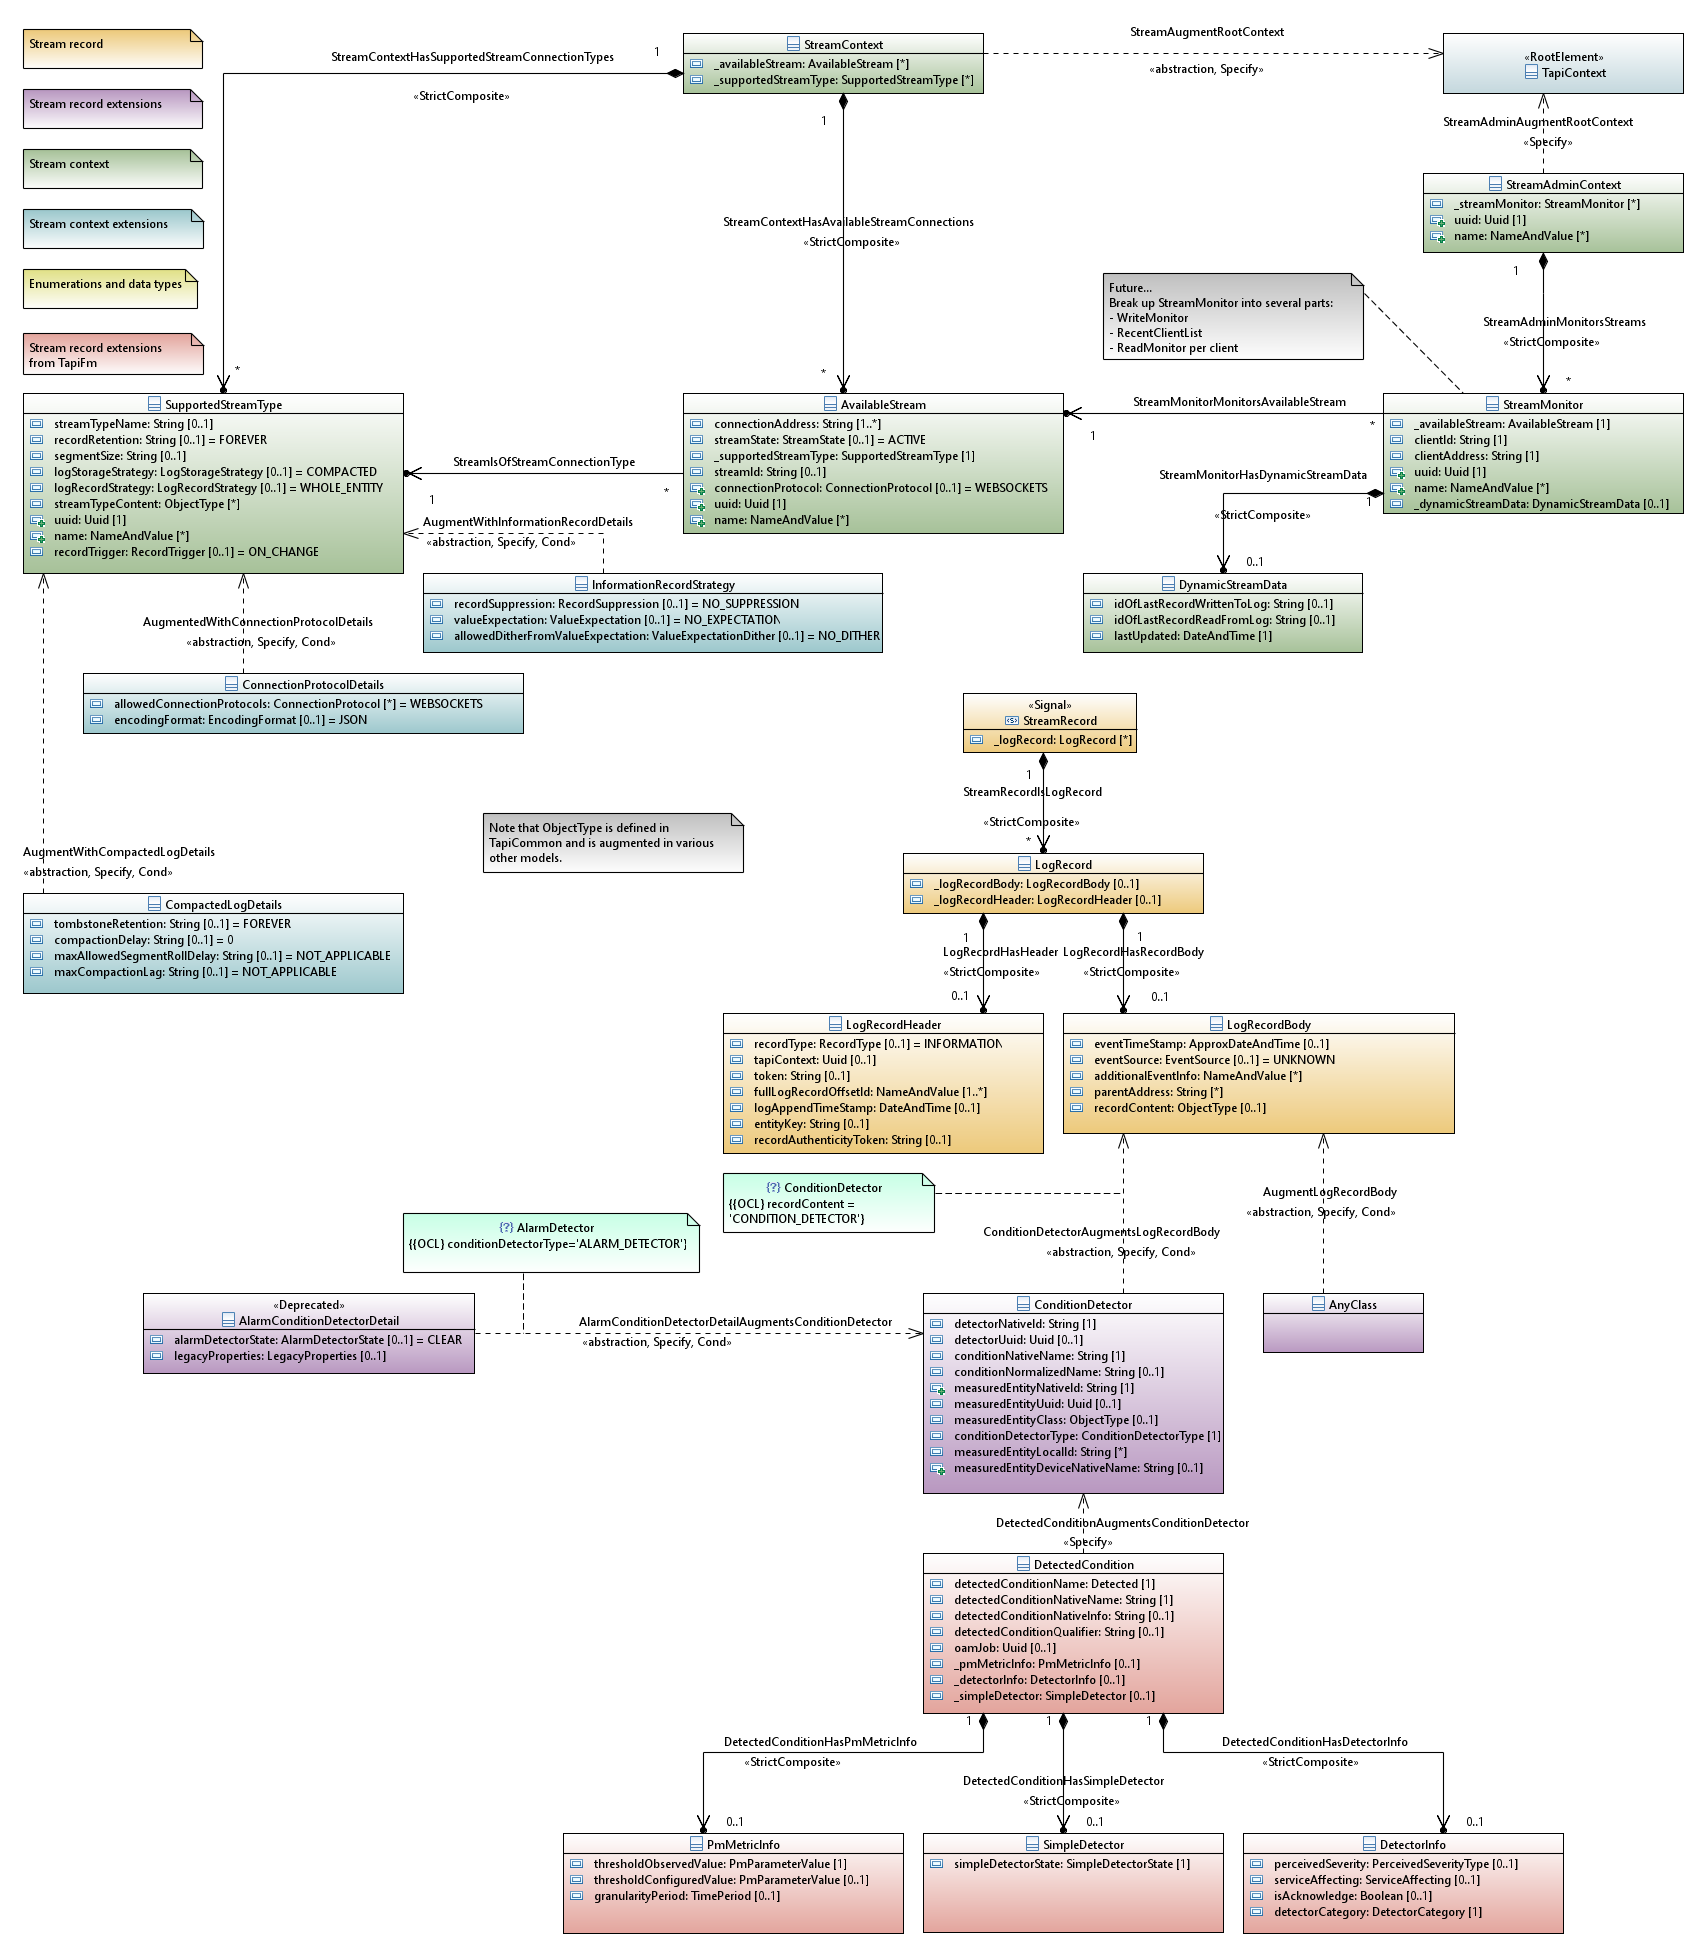 Stream record
Stream record extensions
Stream context
Stream context extensions
Enumerations and data types
Stream record extensions
from TapiFm
StreamContextHasSupportedStreamConnectionTypes
1
«StrictComposite»
*
StreamContext
_availableStream: AvailableStream [*]
_supportedStreamType: SupportedStreamType [*]
1
StreamContextHasAvailableStreamConnections
«StrictComposite»
*
StreamAugmentRootContext
«abstraction, Specify»
«RootElement»
TapiContext
StreamAdminAugmentRootContext
«Specify»
StreamAdminContext
_streamMonitor: StreamMonitor [*]
uuid: Uuid [1]
name: NameAndValue [*]
1
StreamAdminMonitorsStreams
«StrictComposite»
*
Future...
Break up StreamMonitor into several parts:
- WriteMonitor
- RecentClientList
- ReadMonitor per client
SupportedStreamType
streamTypeName: String [0..1]
recordRetention: String [0..1] = FOREVER
segmentSize: String [0..1]
logStorageStrategy: LogStorageStrategy [0..1] = COMPACTED
logRecordStrategy: LogRecordStrategy [0..1] = WHOLE_ENTITY
streamTypeContent: ObjectType [*]
uuid: Uuid [1]
name: NameAndValue [*]
recordTrigger: RecordTrigger [0..1] = ON_CHANGE
StreamIsOfStreamConnectionType
*
1
AvailableStream
connectionAddress: String [1..*]
streamState: StreamState [0..1] = ACTIVE
_supportedStreamType: SupportedStreamType [1]
streamId: String [0..1]
connectionProtocol: ConnectionProtocol [0..1] = WEBSOCKETS
uuid: Uuid [1]
name: NameAndValue [*]
StreamMonitorMonitorsAvailableStream
*
1
StreamMonitor
_availableStream: AvailableStream [1]
clientId: String [1]
clientAddress: String [1]
uuid: Uuid [1]
name: NameAndValue [*]
_dynamicStreamData: DynamicStreamData [0..1]
StreamMonitorHasDynamicStreamData
1
«StrictComposite»
0..1
AugmentWithInformationRecordDetails
«abstraction, Specify, Cond»
InformationRecordStrategy
recordSuppression: RecordSuppression [0..1] = NO_SUPPRESSION
valueExpectation: ValueExpectation [0..1] = NO_EXPECTATION
allowedDitherFromValueExpectation: ValueExpectationDither [0..1] = NO_DITHER
DynamicStreamData
idOfLastRecordWrittenToLog: String [0..1]
idOfLastRecordReadFromLog: String [0..1]
lastUpdated: DateAndTime [1]
AugmentedWithConnectionProtocolDetails
«abstraction, Specify, Cond»
ConnectionProtocolDetails
allowedConnectionProtocols: ConnectionProtocol [*] = WEBSOCKETS
encodingFormat: EncodingFormat [0..1] = JSON
«Signal»
StreamRecord
_logRecord: LogRecord [*]
1
StreamRecordIsLogRecord
«StrictComposite»
*
Note that ObjectType is defined in
TapiCommon and is augmented in various
other models.
AugmentWithCompactedLogDetails
«abstraction, Specify, Cond»
CompactedLogDetails
tombstoneRetention: String [0..1] = FOREVER
compactionDelay: String [0..1] = 0
maxAllowedSegmentRollDelay: String [0..1] = NOT_APPLICABLE
maxCompactionLag: String [0..1] = NOT_APPLICABLE
LogRecord
_logRecordBody: LogRecordBody [0..1]
_logRecordHeader: LogRecordHeader [0..1]
1
LogRecordHasHeader
«StrictComposite»
0..1
1
LogRecordHasRecordBody
«StrictComposite»
0..1
LogRecordHeader
recordType: RecordType [0..1] = INFORMATION
tapiContext: Uuid [0..1]
token: String [0..1]
fullLogRecordOffsetId: NameAndValue [1..*]
logAppendTimeStamp: DateAndTime [0..1]
entityKey: String [0..1]
recordAuthenticityToken: String [0..1]
LogRecordBody
eventTimeStamp: ApproxDateAndTime [0..1]
eventSource: EventSource [0..1] = UNKNOWN
additionalEventInfo: NameAndValue [*]
parentAddress: String [*]
recordContent: ObjectType [0..1]
{?} ConditionDetector
{{OCL} recordContent =
'CONDITION_DETECTOR'}
ConditionDetectorAugmentsLogRecordBody
«abstraction, Specify, Cond»
AugmentLogRecordBody
«abstraction, Specify, Cond»
{?} AlarmDetector
{{OCL} conditionDetectorType='ALARM_DETECTOR'}
«Deprecated»
AlarmConditionDetectorDetail
alarmDetectorState: AlarmDetectorState [0..1] = CLEAR
legacyProperties: LegacyProperties [0..1]
AlarmConditionDetectorDetailAugmentsConditionDetector
«abstraction, Specify, Cond»
ConditionDetector
detectorNativeId: String [1]
detectorUuid: Uuid [0..1]
conditionNativeName: String [1]
conditionNormalizedName: String [0..1]
measuredEntityNativeId: String [1]
measuredEntityUuid: Uuid [0..1]
measuredEntityClass: ObjectType [0..1]
conditionDetectorType: ConditionDetectorType [1]
measuredEntityLocalId: String [*]
measuredEntityDeviceNativeName: String [0..1]
AnyClass
DetectedConditionAugmentsConditionDetector
«Specify»
DetectedCondition
detectedConditionName: Detected [1]
detectedConditionNativeName: String [1]
detectedConditionNativeInfo: String [0..1]
detectedConditionQualifier: String [0..1]
oamJob: Uuid [0..1]
_pmMetricInfo: PmMetricInfo [0..1]
_detectorInfo: DetectorInfo [0..1]
_simpleDetector: SimpleDetector [0..1]
1
1
1
DetectedConditionHasPmMetricInfo
«StrictComposite»
0..1
DetectedConditionHasSimpleDetector
«StrictComposite»
0..1
DetectedConditionHasDetectorInfo
«StrictComposite»
0..1
PmMetricInfo
thresholdObservedValue: PmParameterValue [1]
thresholdConfiguredValue: PmParameterValue [0..1]
granularityPeriod: TimePeriod [0..1]
SimpleDetector
simpleDetectorState: SimpleDetectorState [1]
DetectorInfo
perceivedSeverity: PerceivedSeverityType [0..1]
serviceAffecting: ServiceAffecting [0..1]
isAcknowledge: Boolean [0..1]
detectorCategory: DetectorCategory [1]